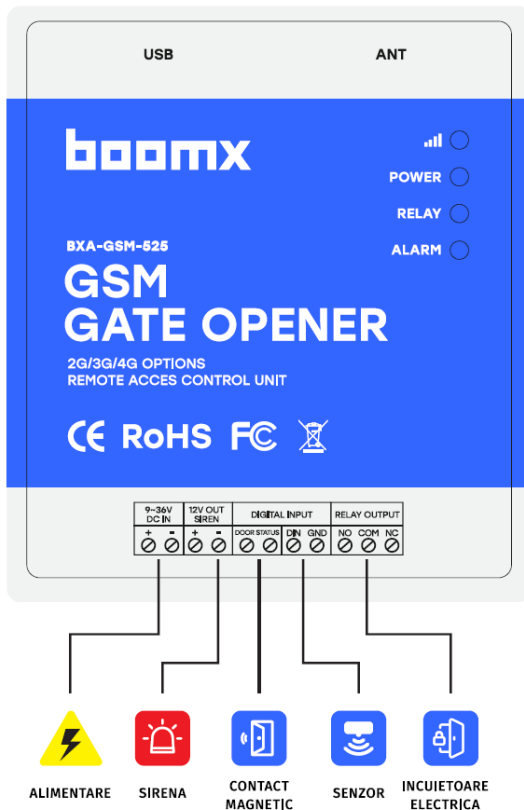 USB
ANT
boomx
POWER
RELAY
ALARM
BXA-GSM-525
GSM
GATE OPENER
2G/3G/4G OPTIONS
REMOTE ACCES CONTROL UNIT
CE RoHS FC
9~36V DC IN
12V OUT SIREN
DIGITAL INPUT
RELAY OUTPUT
+ - + - DOOR STATUS DIN GND NO COM NC
ALIMENTARE
SIRENA
CONTACT
MAGNETIC
SENZOR
INCUIETOARE
ELECTRICA